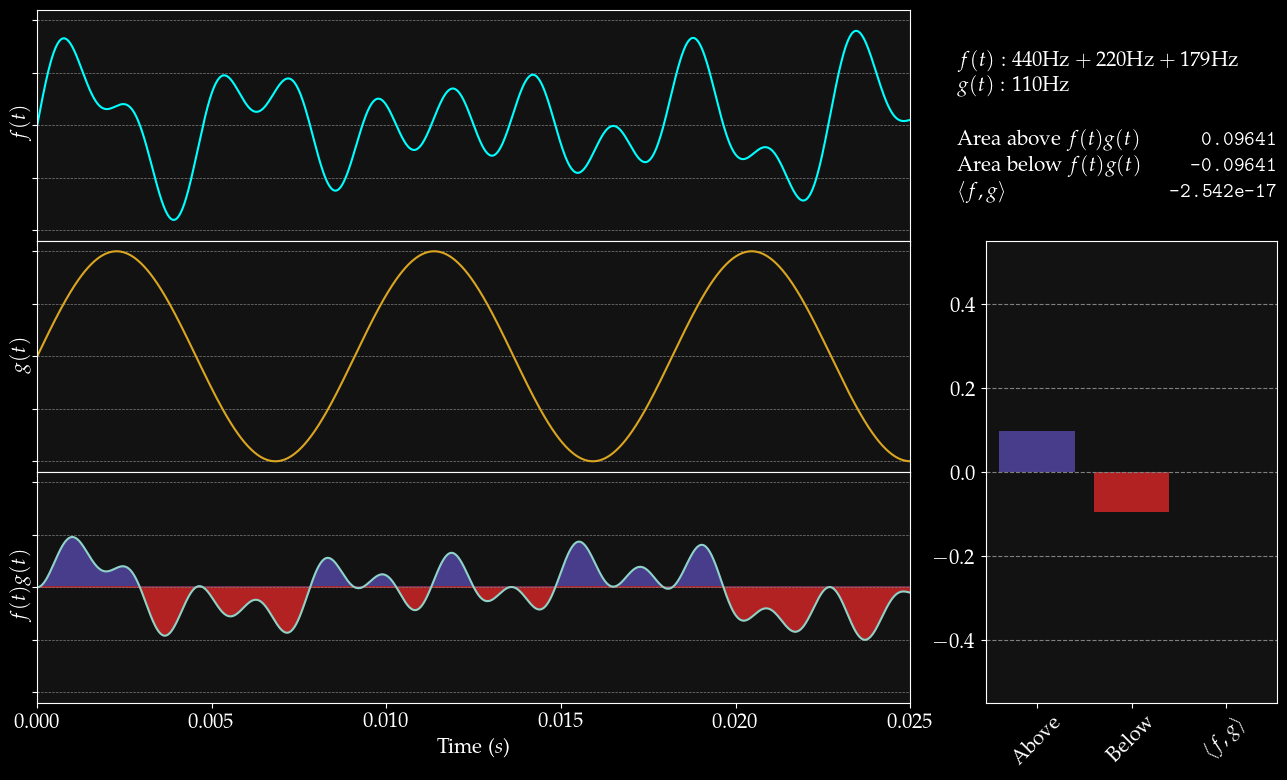 f(t) : 440Hz + 220Hz + 179Hz
g(t) : 110Hz
Area above f(t)g(t) 0.09641
Area below f(t)g(t) -0.09641
⟨f, g⟩ -2.542e-17
f(t)
g(t)
f(t)g(t)
0.000 0.005 0.010 0.015 0.020 0.025
Time (s)
0.4
0.2
0.0
−0.2
−0.4
Above Below ⟨f, g⟩